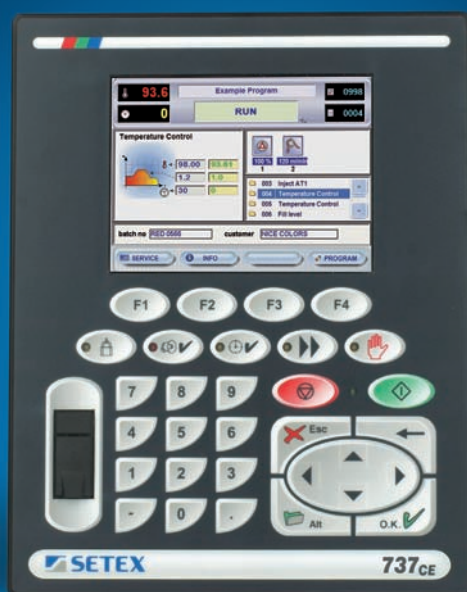 93.6
Example Program
0998
0
RUN
0004
Temperature Control
98.00 93.61
1.2 1.0
30 0
100 % 120 m/min
1 2
003 Inject AT1
004 Temperature Control
005 Temperature Control
006 Fill level
batch no RED 0566 customer NICE COLORS
SERVICE INFO PROGRAM
F1 F2 F3 F4
7 8 9
4 5 6
1 2 3
- 0 .
Esc
Alt O.K.
SETEX 737CE